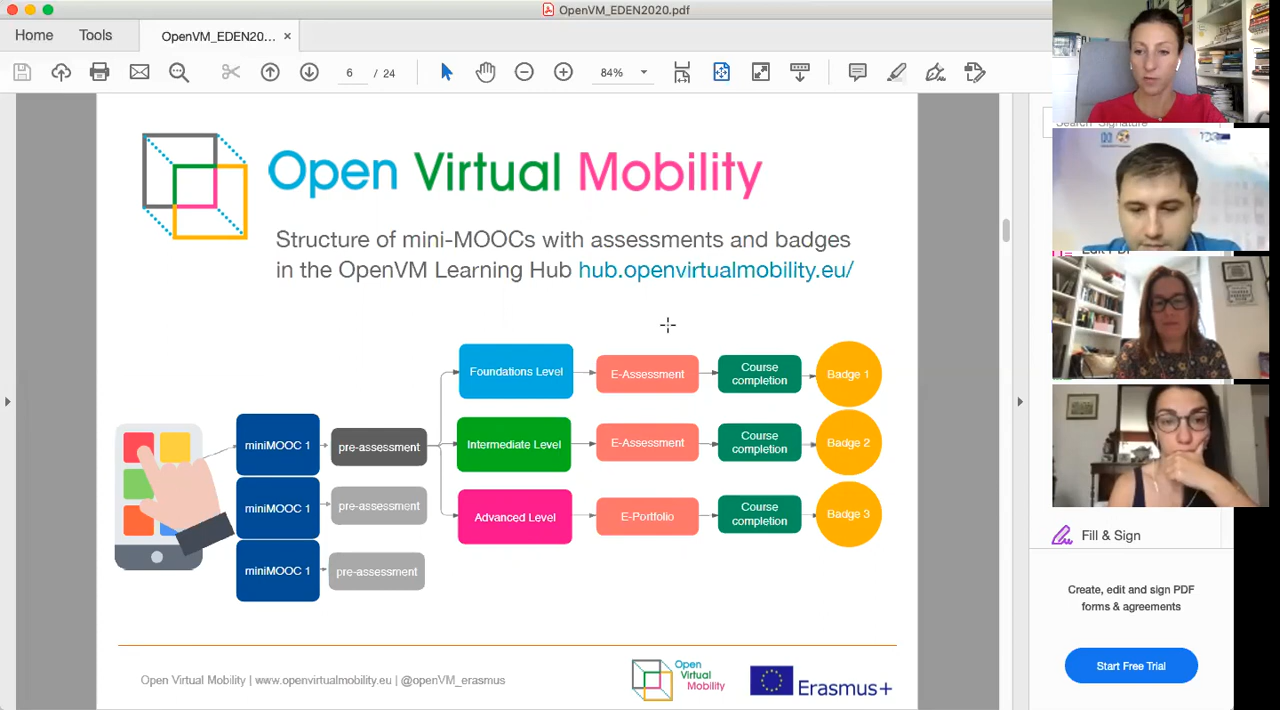 OpenVM_EDEN2020.pdf
Home
Tools
OpenVM_EDEN20...
6 / 24
84%
Open Virtual Mobility
Structure of mini-MOOCs with assessments and badges
in the OpenVM Learning Hub hub.openvirtualmobility.eu/
miniMOOC 1
pre-assessment
miniMOOC 1
pre-assessment
miniMOOC 1
pre-assessment
Foundations Level
E-Assessment
Course
completion
Badge 1
Intermediate Level
E-Assessment
Course
completion
Badge 2
Advanced Level
E-Portfolio
Course
completion
Badge 3
Open Virtual Mobility | www.openvirtualmobility.eu | @openVM_erasmus
Open
Virtual
Mobility
Erasmus+
Search 'Signature'
Edit PDF
Fill & Sign
Create, edit and sign PDF
forms & agreements
Start Free Trial